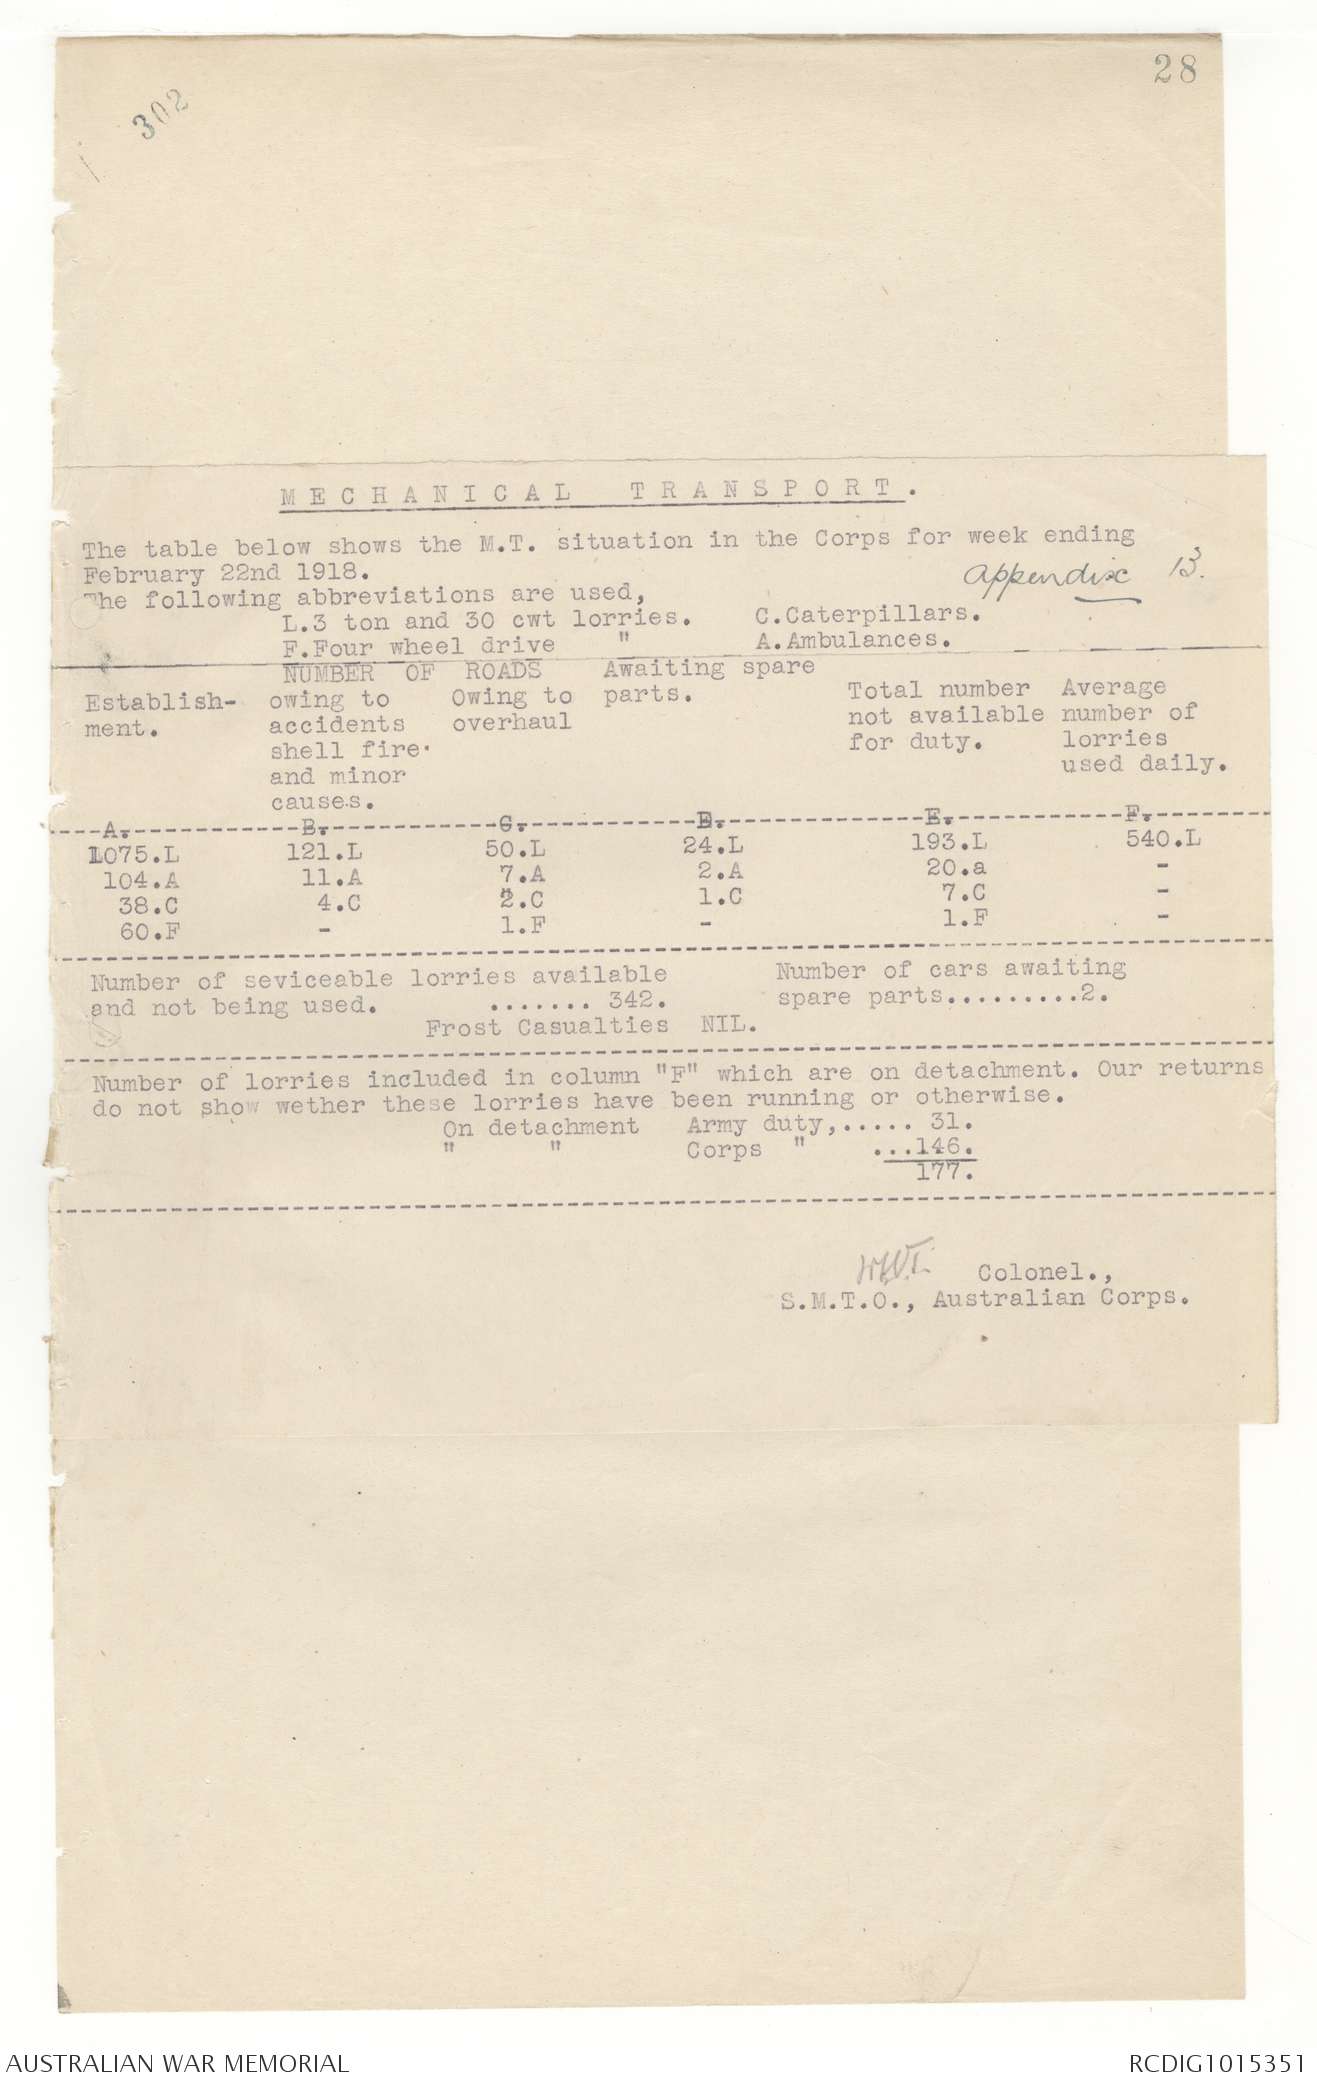 28
302
MECHANICAL TRANSPORT.
The table below shows the M.T. situation in the Corps for week ending
February 22nd 1918.
Appendix 13.
The following abbreviations are used,
L.3 ton and 30 cwt lorries. C.Caterpillars.
F.Four wheel drive " A.Ambulances.
NUMBER OF ROADS Awaiting spare
Establish- owing to Owing to parts. Total number Average
ment. accidents overhaul not available number of
shell fire. for duty. lorries
and minor used daily.
causes.
A. B. C. D. E. F.
1075.L 121.L 50.L 24.L 193.L 540.L
104.A 11.A 7.A 2.A 20.a -
38.C 4.C 2.C 1.C 7.C -
60.F - 1.F - 1.F -
Number of seviceable lorries available Number of cars awaiting
and not being used. ....... 342. spare parts.........2.
Frost Casualties NIL.
Number of lorries included in column "F" which are on detachment. Our returns
do not show wether these lorries have been running or otherwise.
On detachment Army duty,..... 31.
" " Corps " ...146.
177.
Colonel.,
S.M.T.O., Australian Corps.
AUSTRALIAN WAR MEMORIAL RCDIG1015351